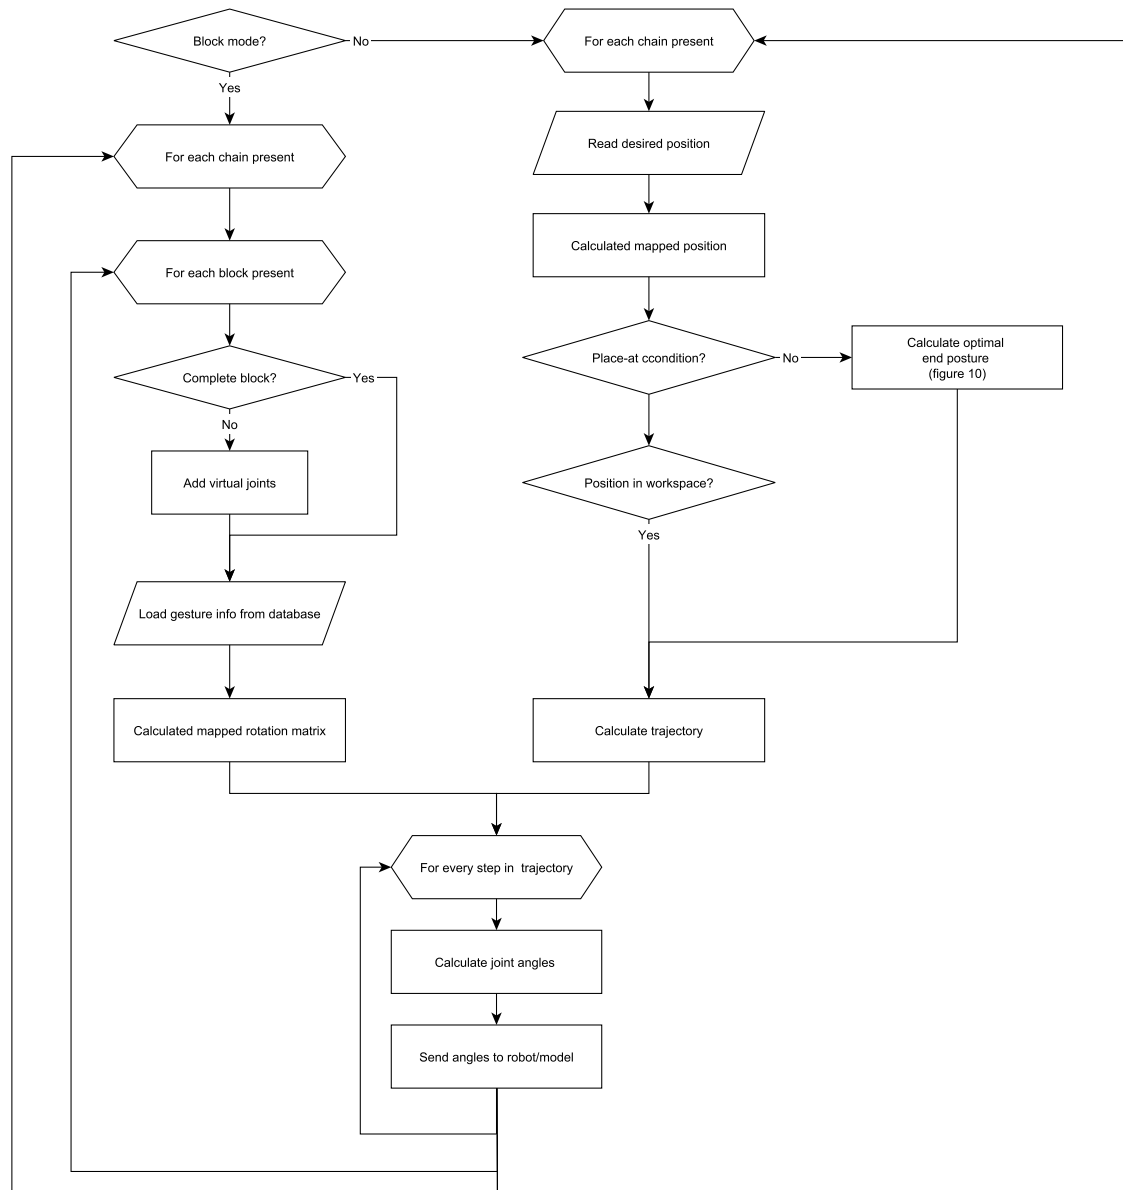 Block mode?
No
For each chain present
Yes
Read desired position
For each chain present
Calculated mapped position
For each block present
Place-at ccondition?
No
Calculate optimal
end posture
(figure 10)
Complete block?
Yes
No
Add virtual joints
Position in workspace?
Yes
Load gesture info from database
Calculated mapped rotation matrix
Calculate trajectory
For every step in  trajectory
Calculate joint angles
Send angles to robot/model